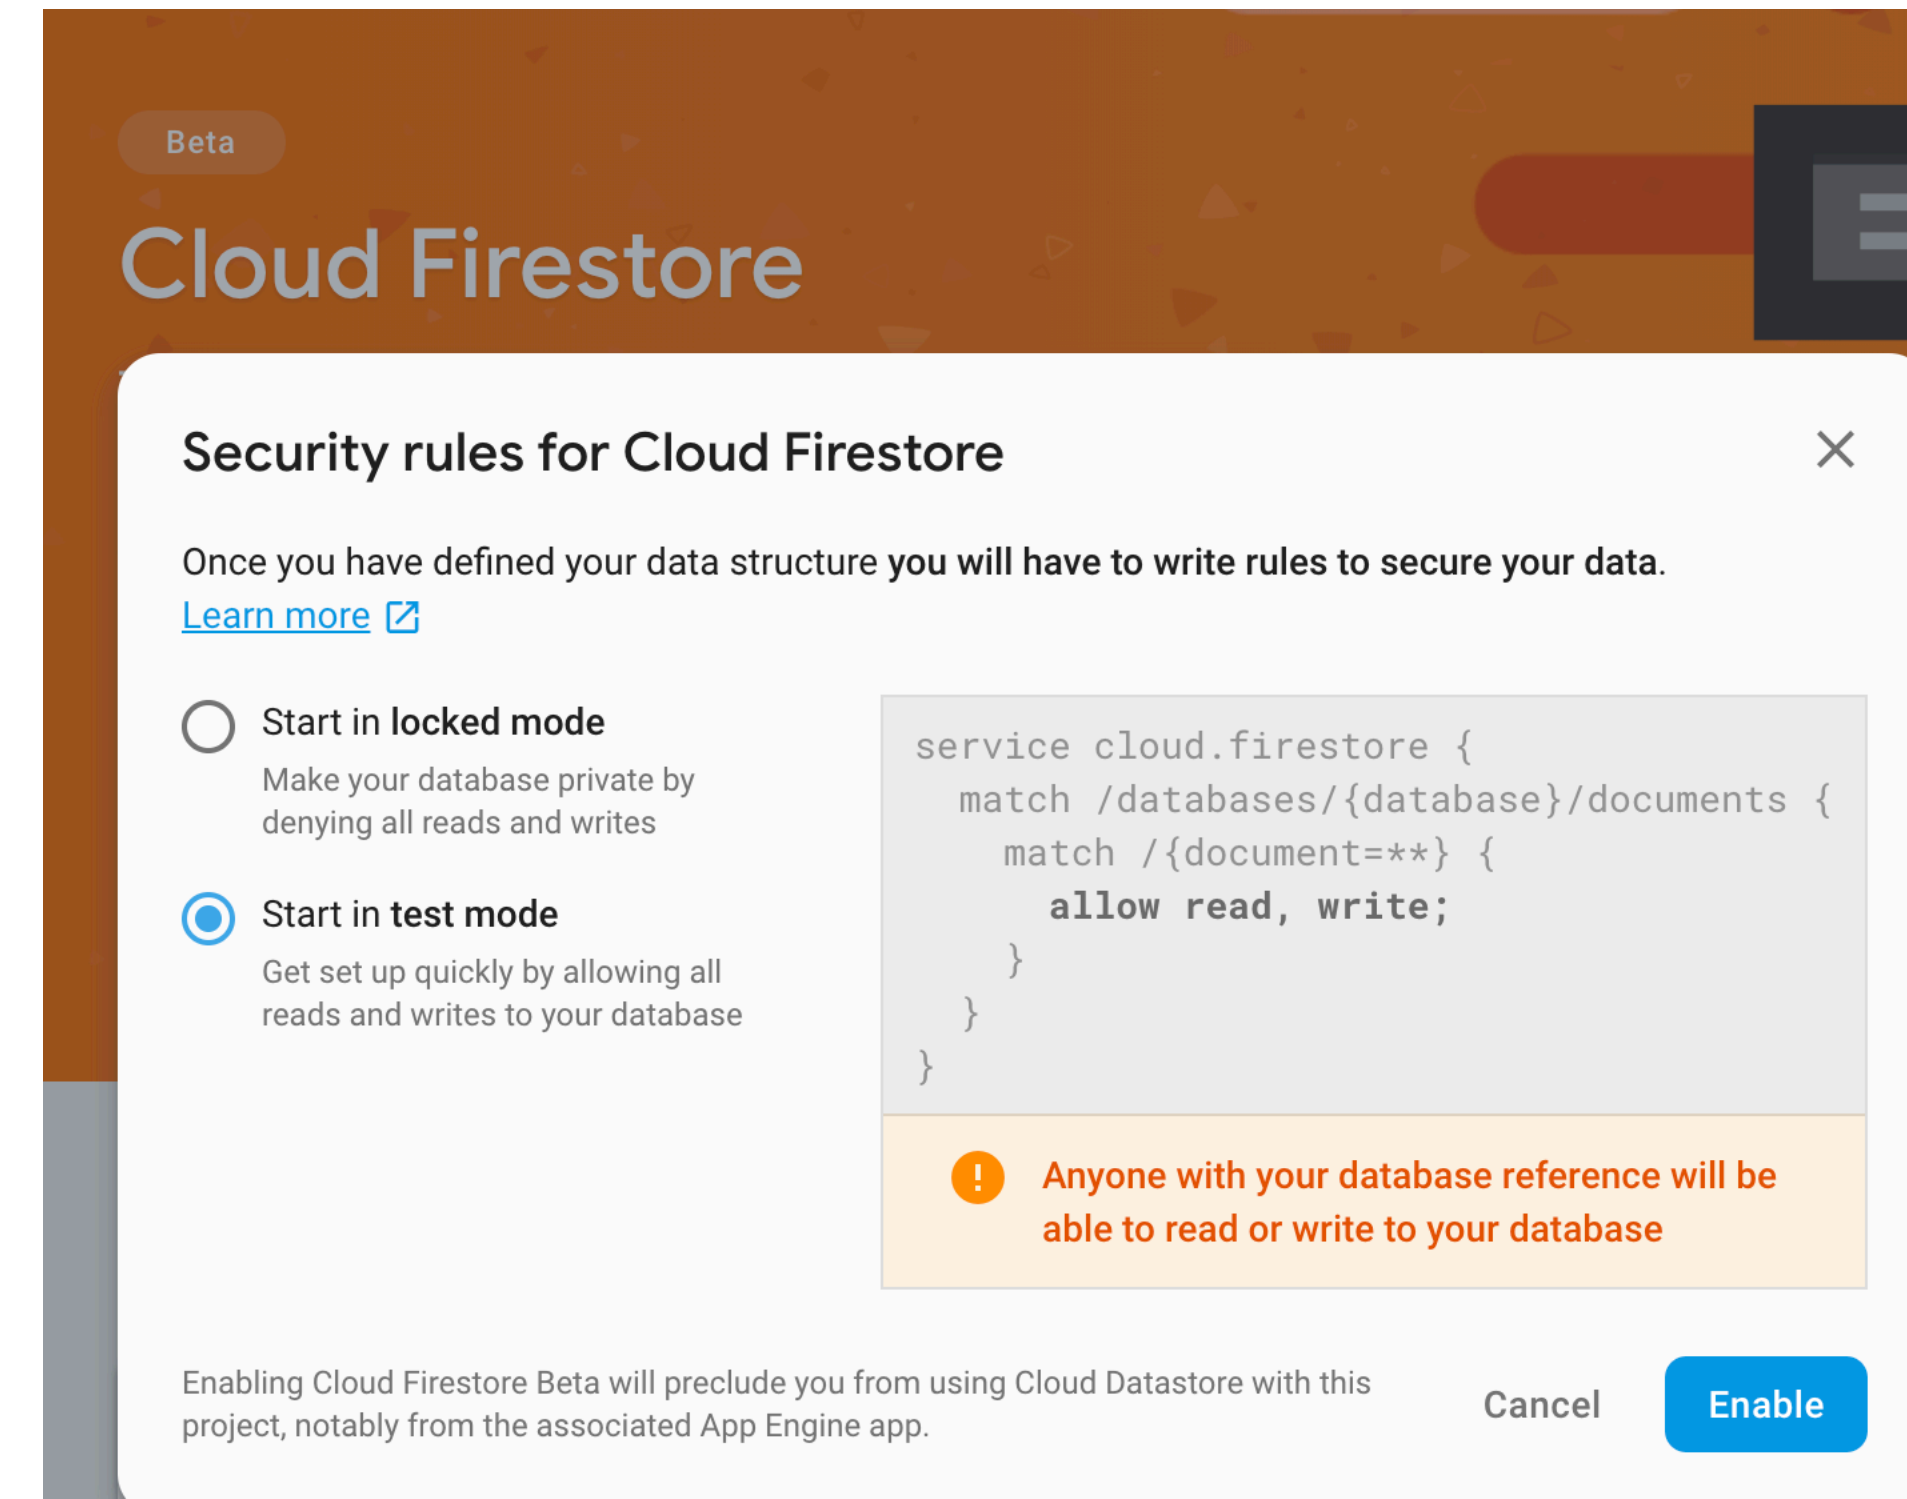 Beta
Cloud Firestore
Security rules for Cloud Firestore
Once you have defined your data structure you will have to write rules to secure your data.
Learn more
Start in locked mode
Make your database private by
denying all reads and writes
Start in test mode
Get set up quickly by allowing all
reads and writes to your database
service cloud.firestore {
  match /databases/{database}/documents {
    match /{document=**} {
      allow read, write;
    }
  }
}
Anyone with your database reference will be
able to read or write to your database
Enabling Cloud Firestore Beta will preclude you from using Cloud Datastore with this
project, notably from the associated App Engine app.
Cancel
Enable